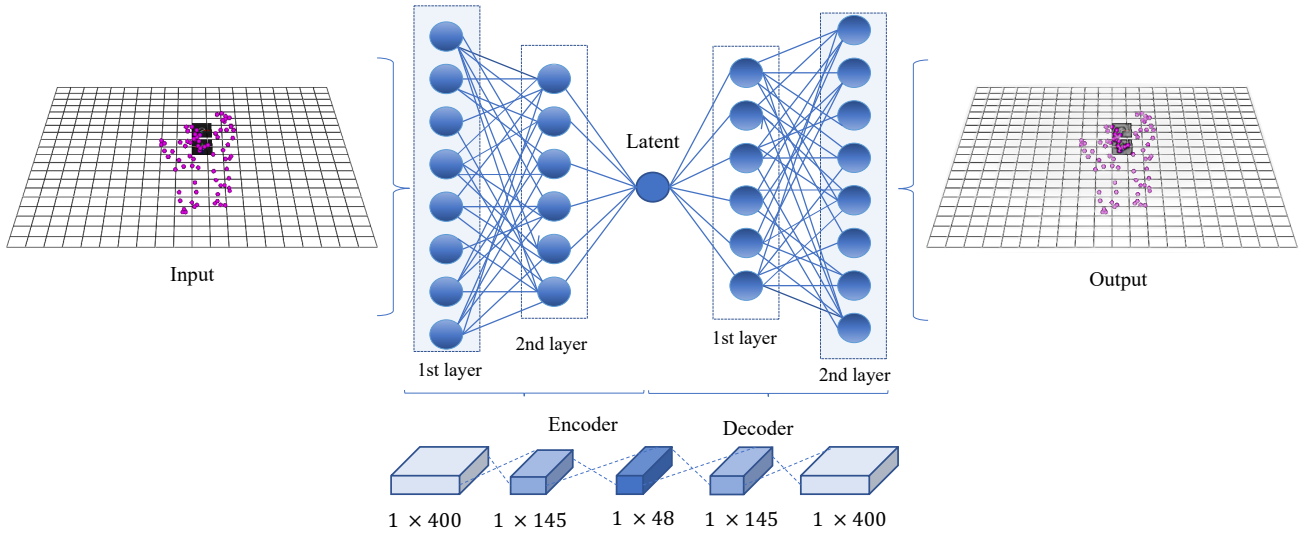 Latent
Input
Output
1st layer
2nd layer
1st layer
2nd layer
Encoder
Decoder
1 × 400
1 × 145
1 × 48
1 × 145
1 × 400